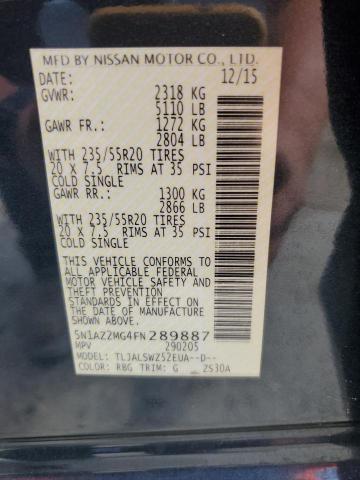 MFD BY NISSAN MOTOR CO., LTD.
DATE: 12/15
GVWR: 2318 KG
5110 LB
GAWR FR.: 1272 KG
2804 LB
WITH 235/55R20 TIRES
20 X 7.5 RIMS AT 35 PSI
COLD SINGLE
GAWR RR.: 1300 KG
2866 LB
WITH 235/55R20 TIRES
20 X 7.5 RIMS AT 35 PSI
COLD SINGLE
THIS VEHICLE CONFORMS TO
ALL APPLICABLE FEDERAL
MOTOR VEHICLE SAFETY AND
THEFT PREVENTION
STANDARDS IN EFFECT ON
THE DATE OF MANUFACTURE
SHOWN ABOVE.
5N1AZ2MG4FN289887
MPV 290205
MODEL: TLJALSWZ52EUA--D--
COLOR: RBG TRIM: G ZS30A